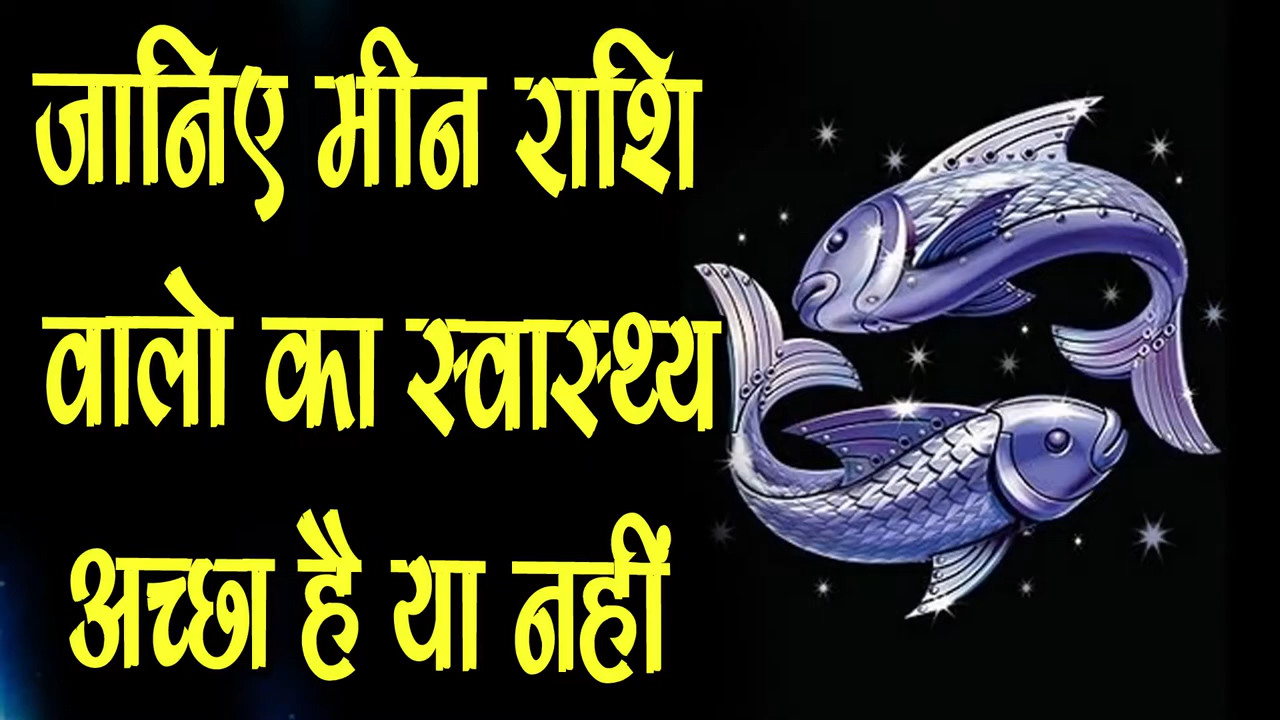 जानिए मीन राशि
वालो का स्वास्थ्य
अच्छा है या नहीं